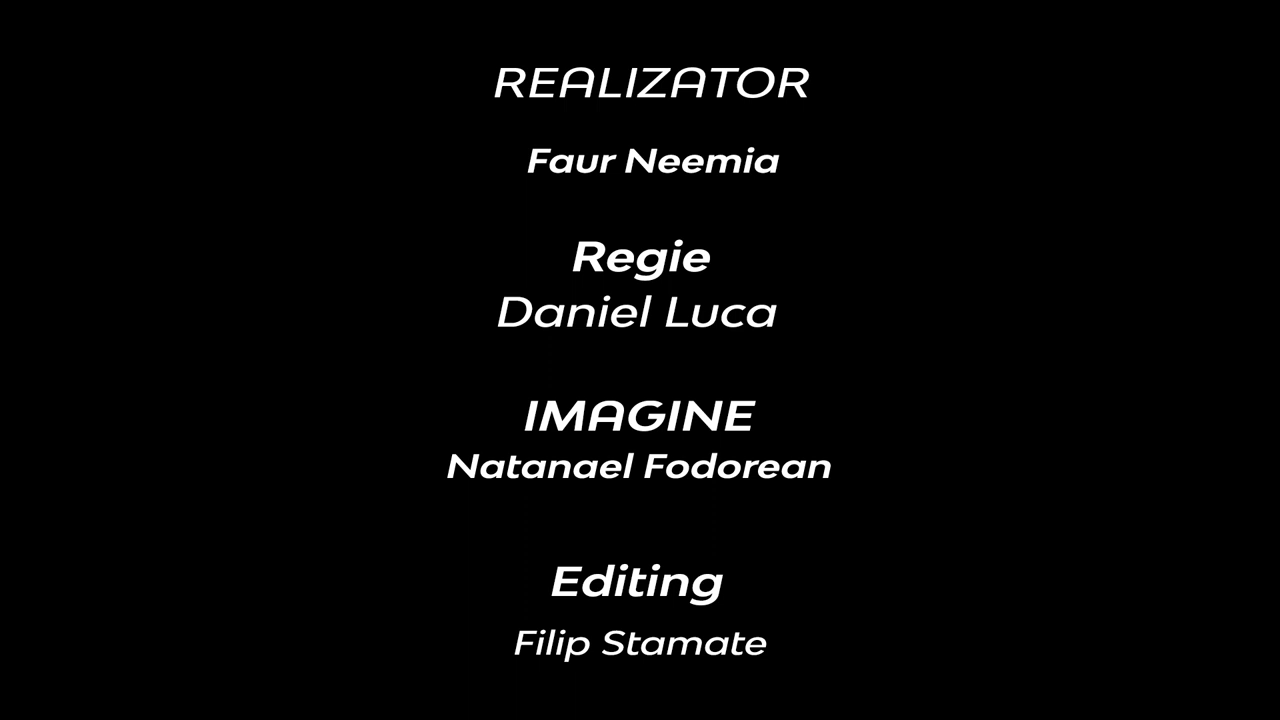 REALIZATOR
Faur Neemia
Regie
Daniel Luca
IMAGINE
Natanael Fodorean
Editing
Filip Stamate